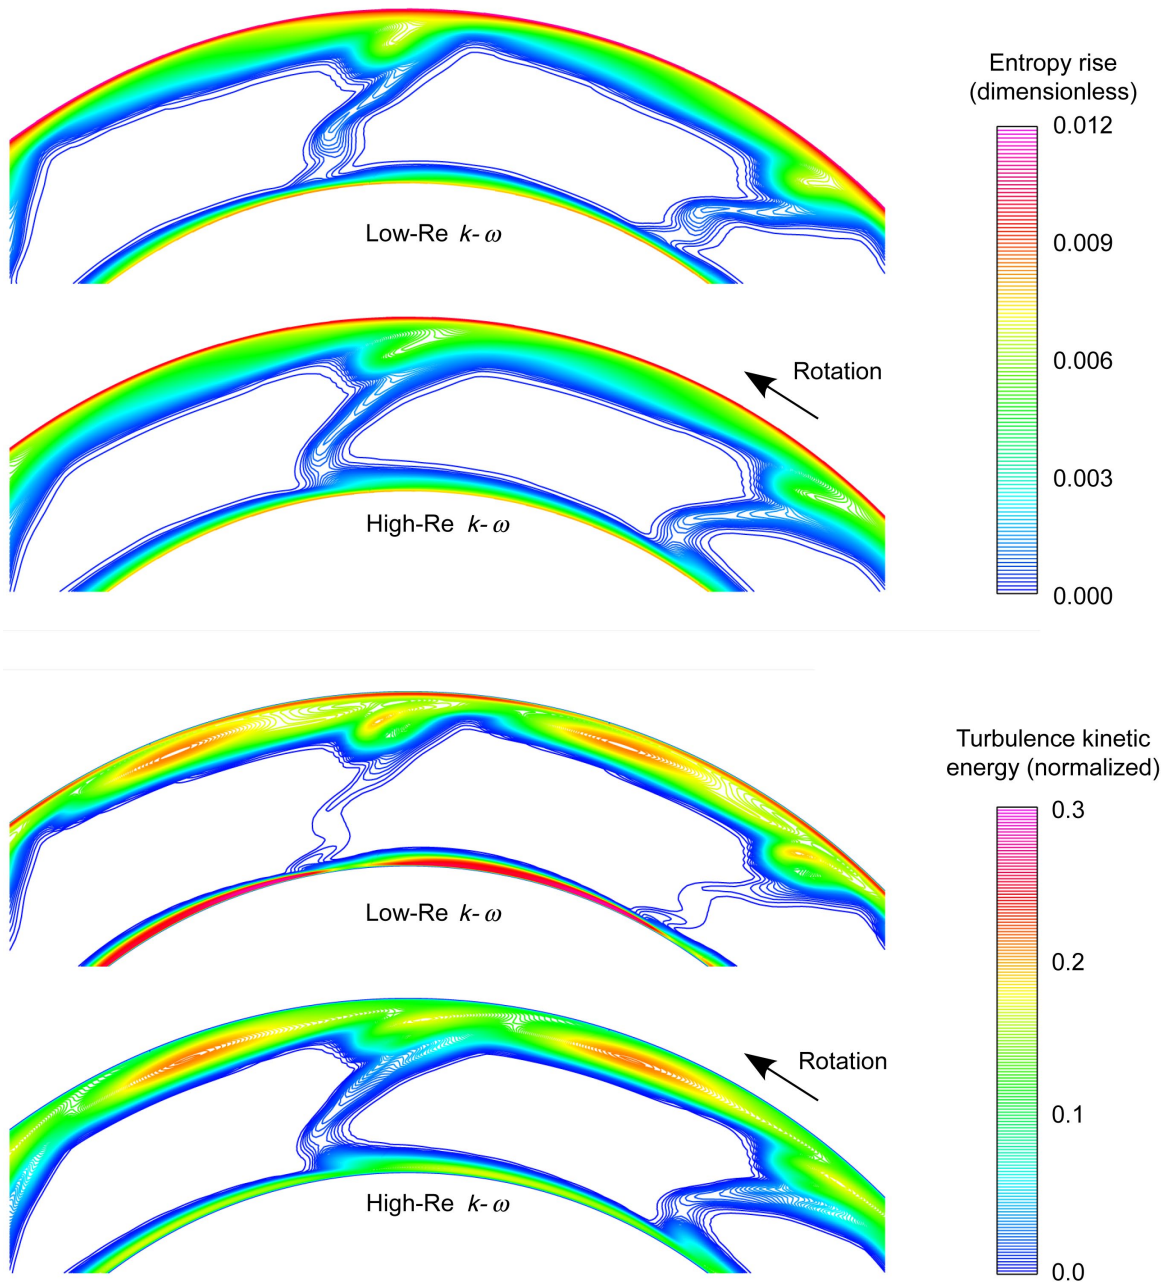 Entropy rise
(dimensionless)
0.012
0.009
0.006
0.003
0.000
Low-Re k-ω
Rotation
High-Re k-ω
Turbulence kinetic
energy (normalized)
0.3
0.2
0.1
0.0
Low-Re k-ω
Rotation
High-Re k-ω